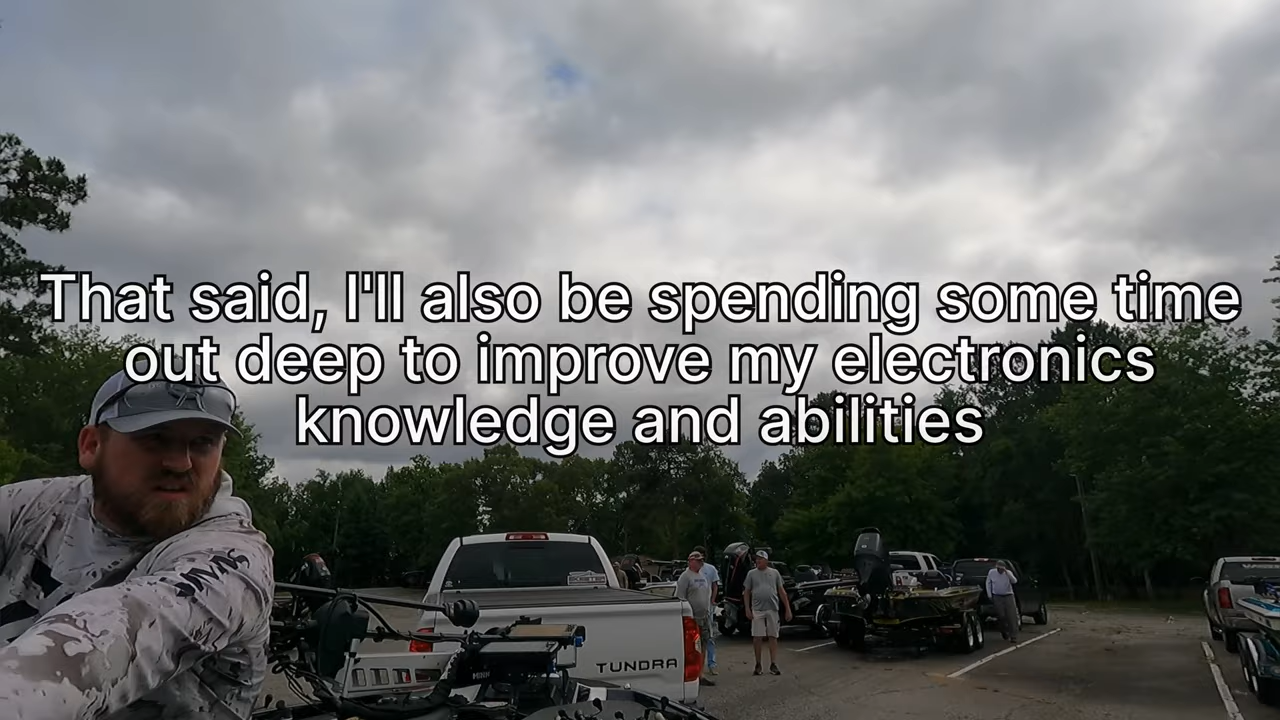 That said, I'll also be spending some time
out deep to improve my electronics
knowledge and abilities
TUNDRA